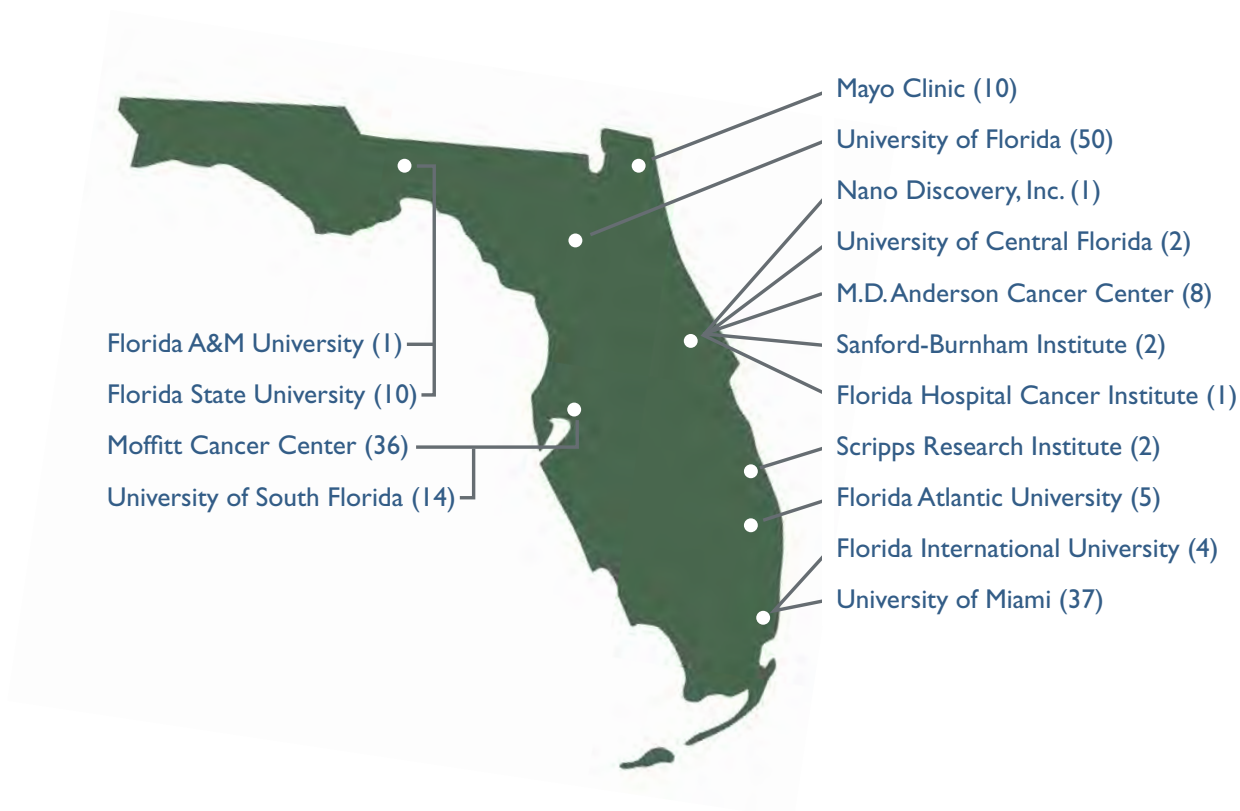 Mayo Clinic (10)
University of Florida (50)
Nano Discovery, Inc. (1)
University of Central Florida (2)
M.D. Anderson Cancer Center (8)
Sanford-Burnham Institute (2)
Florida Hospital Cancer Institute (1)
Scripps Research Institute (2)
Florida Atlantic University (5)
Florida International University (4)
University of Miami (37)
Florida A&M University (1)
Florida State University (10)
Moffitt Cancer Center (36)
University of South Florida (14)